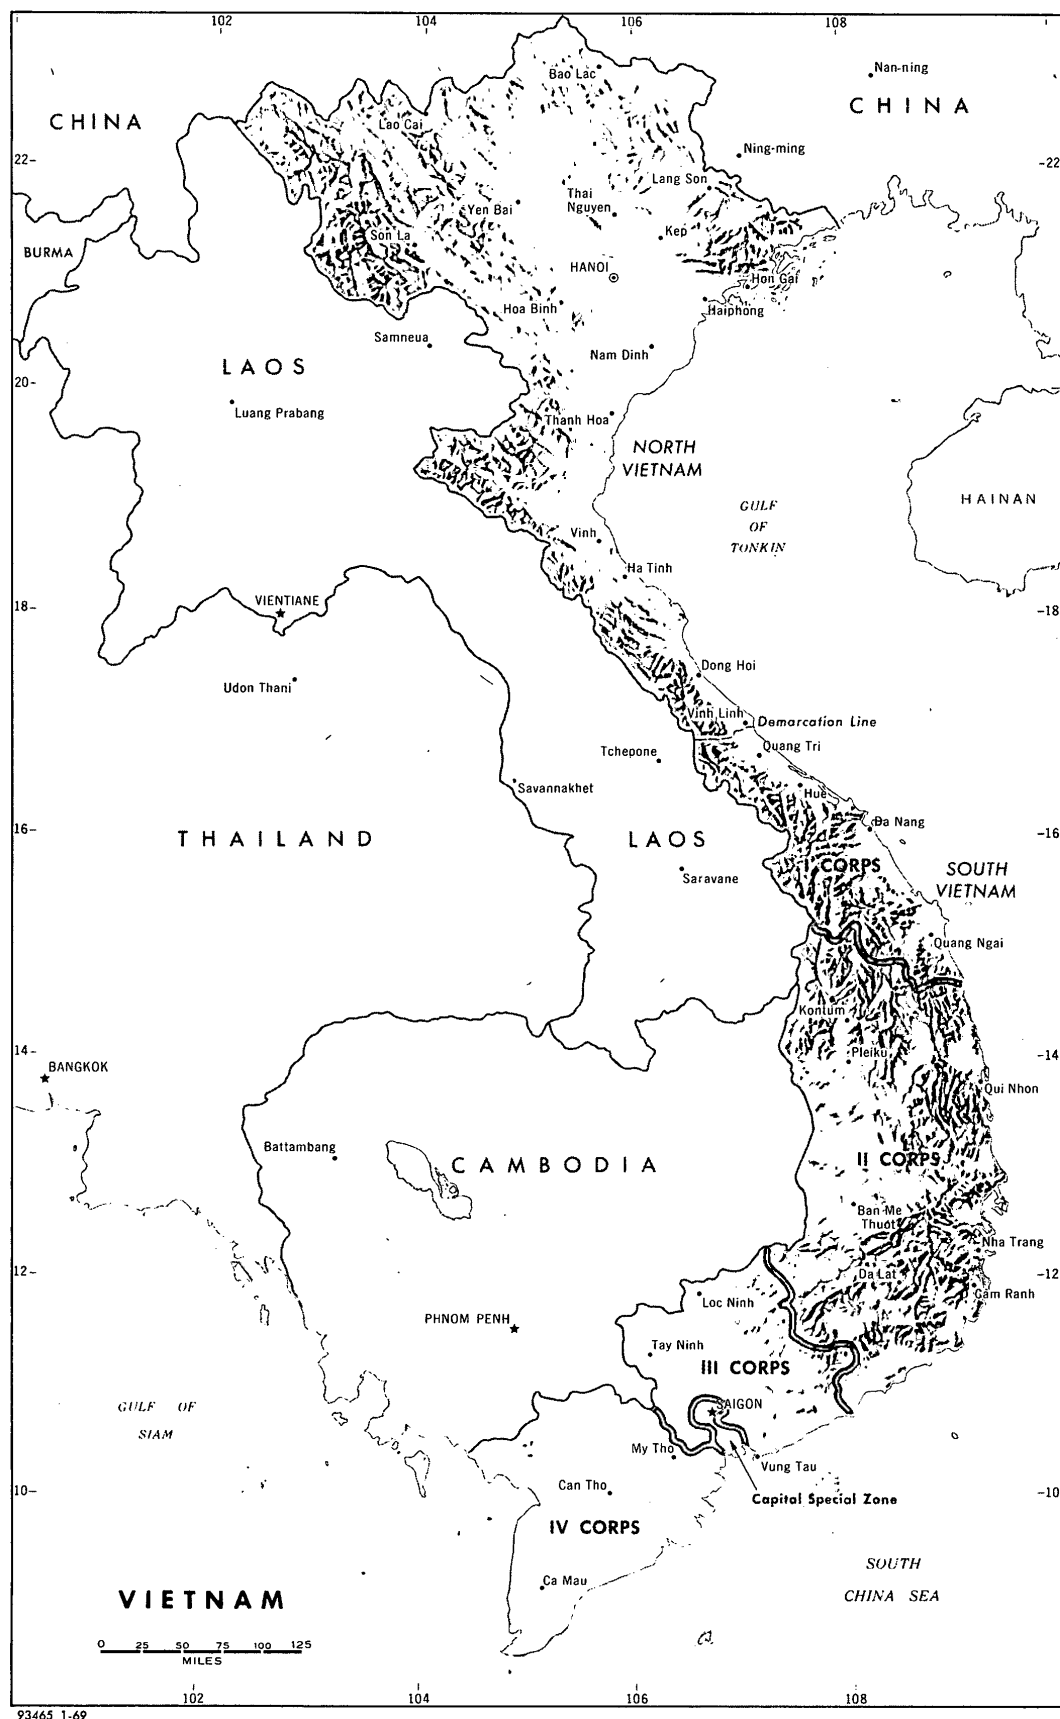 102
104
106
108
Bao Lac
Nan-ning
CHINA
CHINA
Lao Cai
Ning-ming
22
22
Lang Son
Thai
Nguyen
Yen Bai
Kep
Son La
BURMA
HANOI
Hon Gai
Hoa Binh
Haiphong
Samneua
Nam Dinh
LAOS
20
Luang Prabang
Thanh Hoa
NORTH
VIETNAM
HAINAN
GULF
OF
TONKIN
Vinh
Ha Tinh
VIENTIANE
18
18
Dong Hoi
Udon Thani
Vinh Linh
Demarcation Line
Tchepone
Quang Tri
Savannakhet
Hue
Da Nang
16
16
THAILAND
LAOS
I CORPS
SOUTH
VIETNAM
Saravane
Quang Ngai
Kontum
14
14
Pleiku
BANGKOK
Qui Nhon
Battambang
CAMBODIA
II CORPS
Ban Me
Thuot
Nha Trang
12
12
Da Lat
Cam Ranh
Loc Ninh
PHNOM PENH
Tay Ninh
III CORPS
GULF OF
SIAM
SAIGON
My Tho
Vung Tau
Can Tho
10
10
Capital Special Zone
IV CORPS
SOUTH
CHINA SEA
Ca Mau
VIETNAM
0 25 50 75 100 125
MILES
102
104
106
108
93465 1-69